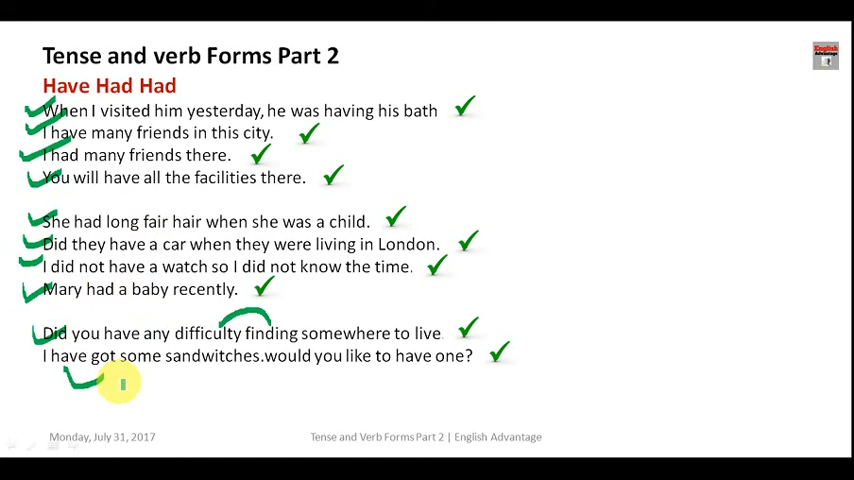 Tense and verb Forms Part 2
English
Advantage
Have Had Had
When I visited him yesterday, he was having his bath
I have many friends in this city.
I had many friends there.
You will have all the facilities there.
She had long fair hair when she was a child.
Did they have a car when they were living in London.
I did not have a watch so I did not know the time.
Mary had a baby recently.
Did you have any difficulty finding somewhere to live
I have got some sandwitches.would you like to have one?
Monday, July 31, 2017
Tense and Verb Forms Part 2 | English Advantage